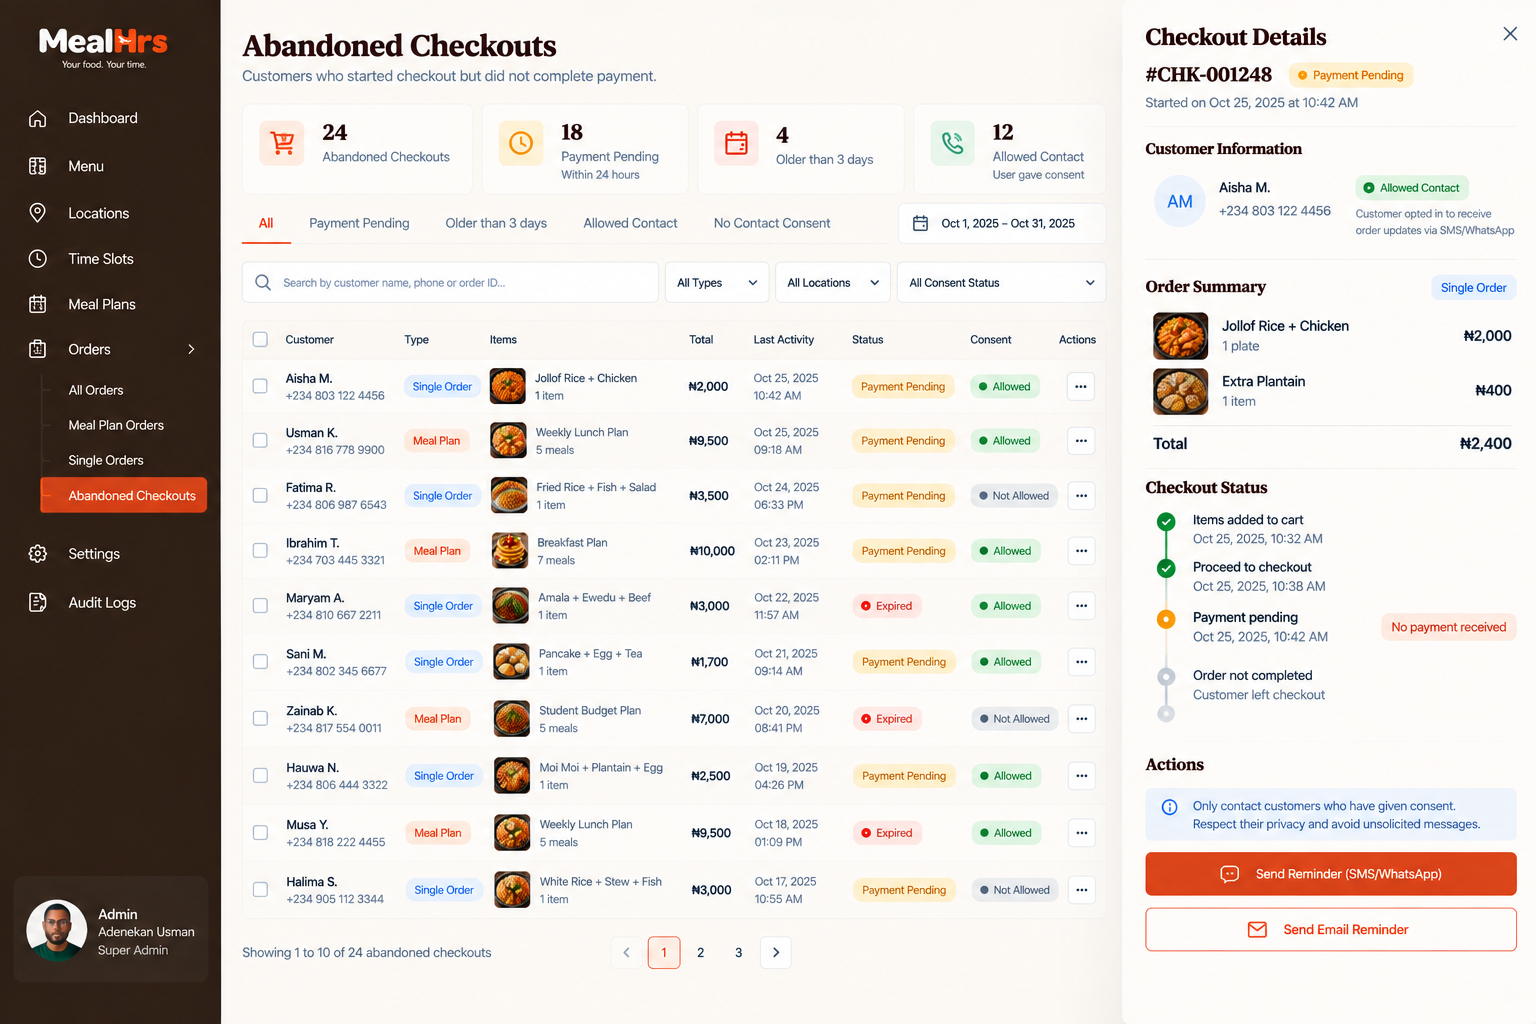 MealHrs
Your food. Your time.
Dashboard
Menu
Locations
Time Slots
Meal Plans
Orders
All Orders
Meal Plan Orders
Single Orders
Abandoned Checkouts
Settings
Audit Logs
Admin
Adenekan Usman
Super Admin
Abandoned Checkouts
Customers who started checkout but did not complete payment.
24
Abandoned Checkouts
18
Payment Pending
Within 24 hours
4
Older than 3 days
12
Allowed Contact
User gave consent
All Payment Pending Older than 3 days Allowed Contact No Contact Consent
Oct 1, 2025 – Oct 31, 2025
Search by customer name, phone or order ID...
All Types
All Locations
All Consent Status
Customer Type Items Total Last Activity Status Consent Actions
Aisha M. Single Order Jollof Rice + Chicken ₦2,000 Oct 25, 2025 Payment Pending Allowed
+234 803 122 4456 1 item 10:42 AM
Usman K. Meal Plan Weekly Lunch Plan ₦9,500 Oct 25, 2025 Payment Pending Allowed
+234 816 778 9900 5 meals 09:18 AM
Fatima R. Single Order Fried Rice + Fish + Salad ₦3,500 Oct 24, 2025 Payment Pending Not Allowed
+234 806 987 6543 1 item 06:33 PM
Ibrahim T. Meal Plan Breakfast Plan ₦10,000 Oct 23, 2025 Payment Pending Allowed
+234 703 445 3321 7 meals 02:11 PM
Maryam A. Single Order Amala + Ewedu + Beef ₦3,000 Oct 22, 2025 Expired Allowed
+234 810 667 2211 1 item 11:57 AM
Sani M. Single Order Pancake + Egg + Tea ₦1,700 Oct 21, 2025 Payment Pending Allowed
+234 802 345 6677 1 item 09:14 AM
Zainab K. Meal Plan Student Budget Plan ₦7,000 Oct 20, 2025 Expired Not Allowed
+234 817 554 0011 5 meals 08:41 PM
Hauwa N. Single Order Moi Moi + Plantain + Egg ₦2,500 Oct 19, 2025 Payment Pending Allowed
+234 806 444 3322 1 item 04:26 PM
Musa Y. Meal Plan Weekly Lunch Plan ₦9,500 Oct 18, 2025 Expired Allowed
+234 818 222 4455 5 meals 01:09 PM
Halima S. Single Order White Rice + Stew + Fish ₦3,000 Oct 17, 2025 Payment Pending Not Allowed
+234 905 112 3344 1 item 10:55 AM
Showing 1 to 10 of 24 abandoned checkouts
1 2 3
Checkout Details
#CHK-001248 Payment Pending
Started on Oct 25, 2025 at 10:42 AM
Customer Information
AM
Aisha M.
+234 803 122 4456
Allowed Contact
Customer opted in to receive
order updates via SMS/WhatsApp
Order Summary Single Order
Jollof Rice + Chicken ₦2,000
1 plate
Extra Plantain ₦400
1 item
Total ₦2,400
Checkout Status
Items added to cart
Oct 25, 2025, 10:32 AM
Proceed to checkout
Oct 25, 2025, 10:38 AM
Payment pending
Oct 25, 2025, 10:42 AM
No payment received
Order not completed
Customer left checkout
Actions
Only contact customers who have given consent.
Respect their privacy and avoid unsolicited messages.
Send Reminder (SMS/WhatsApp)
Send Email Reminder